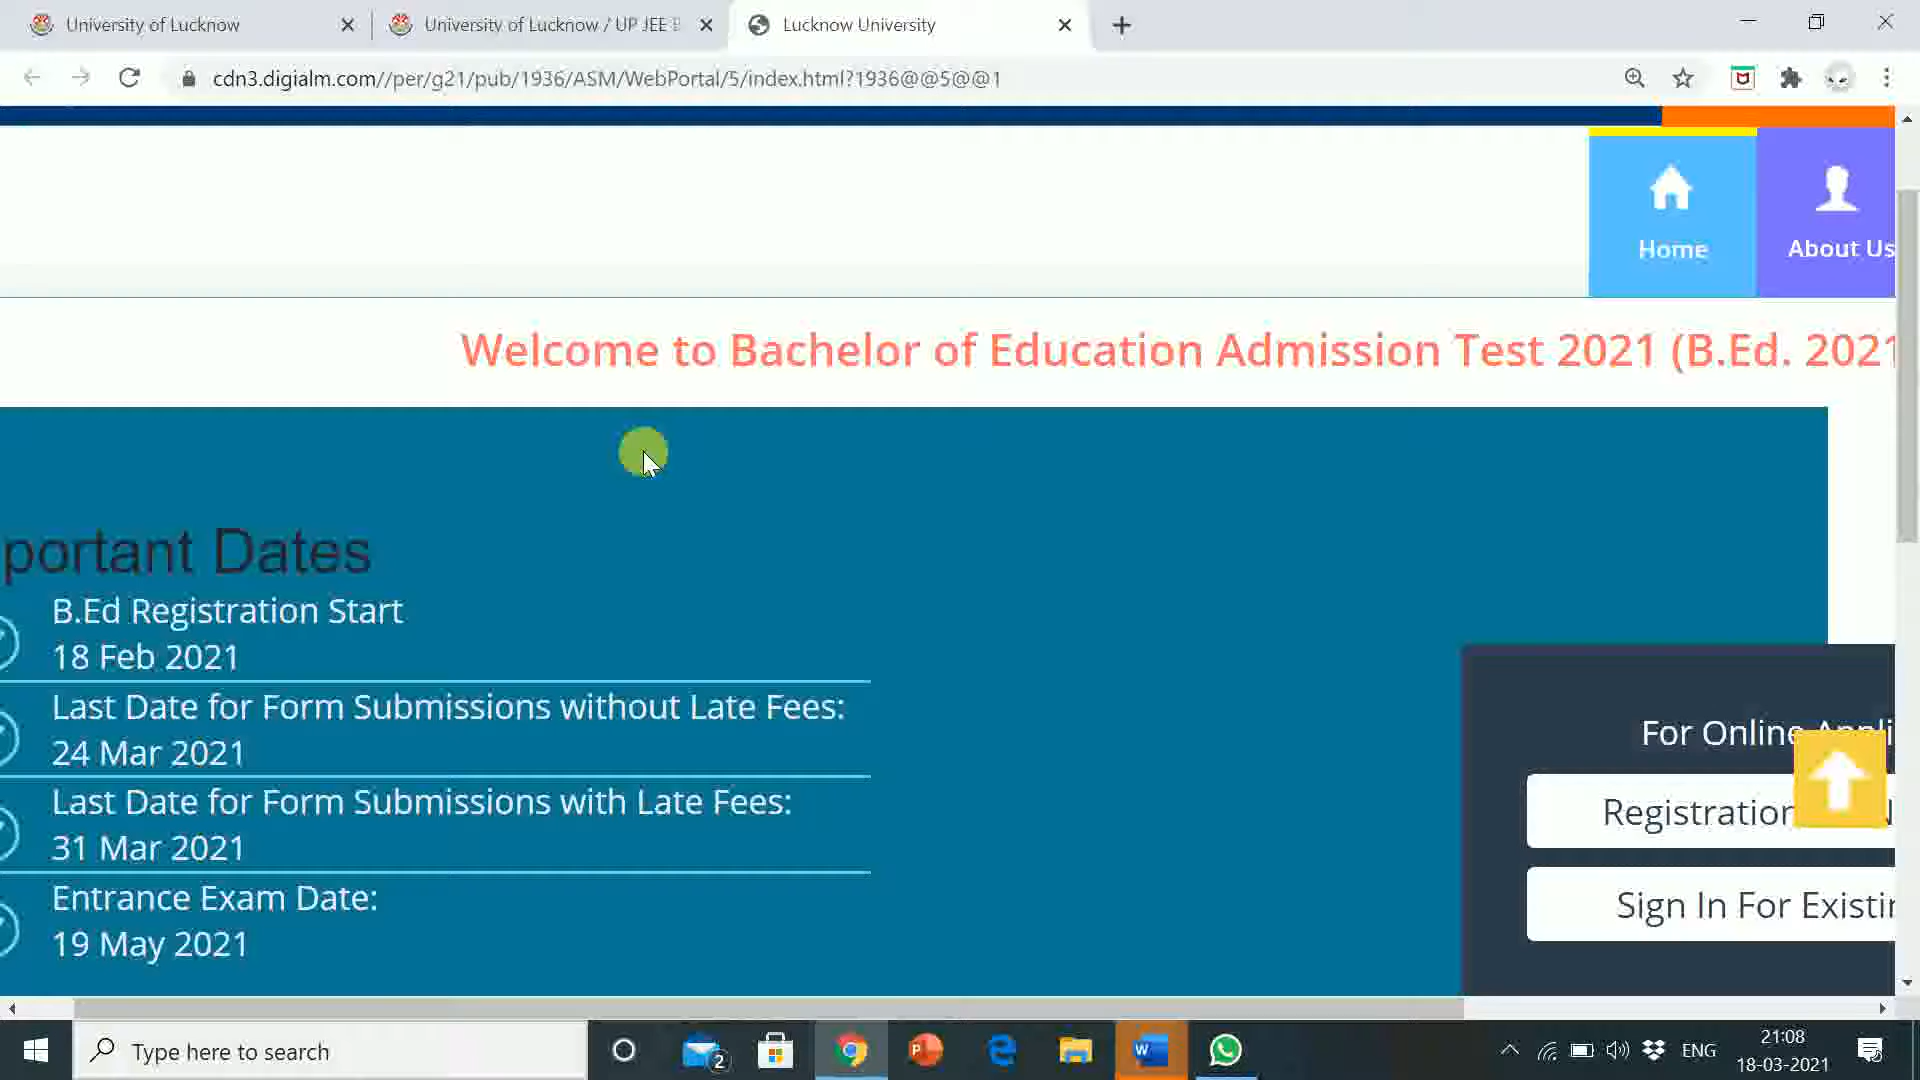 University of Lucknow
University of Lucknow / UP JEE
Lucknow University
cdn3.digialm.com//per/g21/pub/1936/ASM/WebPortal/5/index.html?1936@@5@@1
Home
About Us
Welcome to Bachelor of Education Admission Test 2021 (B.Ed. 2021
portant Dates
B.Ed Registration Start
18 Feb 2021
Last Date for Form Submissions without Late Fees:
24 Mar 2021
Last Date for Form Submissions with Late Fees:
31 Mar 2021
Entrance Exam Date:
19 May 2021
For Online
Registration
Sign In For Existin
Type here to search
2
ENG
21:08
18-03-2021